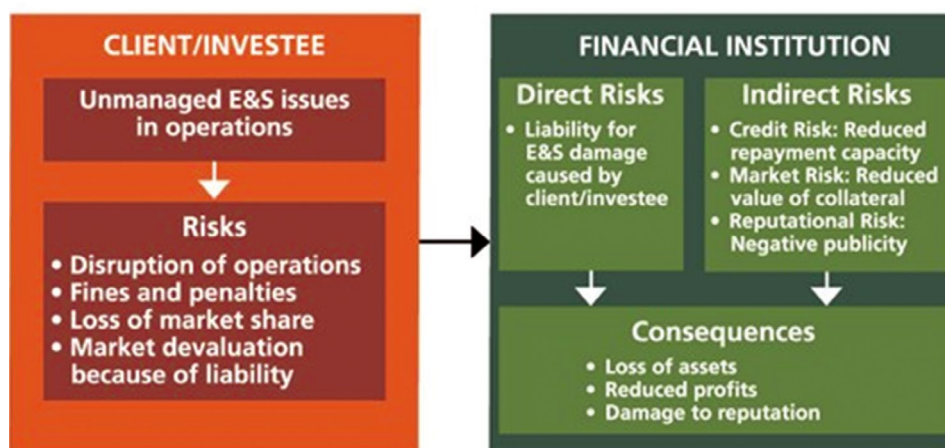 CLIENT/INVESTEE
Unmanaged E&S issues
in operations
Risks
• Disruption of operations
• Fines and penalties
• Loss of market share
• Market devaluation
because of liability
FINANCIAL INSTITUTION
Direct Risks
• Liability for
E&S damage
caused by
client/investee
Indirect Risks
• Credit Risk: Reduced
repayment capacity
• Market Risk: Reduced
value of collateral
• Reputational Risk:
Negative publicity
Consequences
• Loss of assets
• Reduced profits
• Damage to reputation